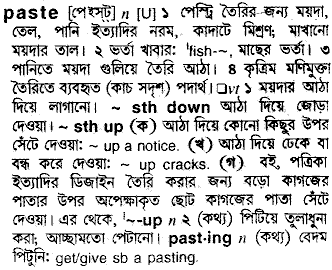 paste [পেইস্ট্] n [U] ১ পেস্ট্রি তৈরির জন্য ময়দা,
তেল, পানি ইত্যাদির নরম, কাদাটে মিশ্রণ; মাখানো
ময়দার তাল। ২ ভর্তা খাবার: 'fish-~, মাছের ভর্তা। ৩
পানিতে ময়দা গুলিয়ে তৈরি আঠা। ৪ কৃত্রিম মণিমুক্তা
তৈরিতে ব্যবহৃত (কাচ সদৃশ) পদার্থ। □vt ১ ময়দার আঠা
দিয়ে লাগানো। ~ sth down আঠা দিয়ে জোড়া
দেওয়া। ~ sth up (ক) আঠা দিয়ে কোনো কিছুর উপর
সেঁটে দেওয়া: ~ up a notice. (খ) আঠা দিয়ে ঢেকে বা
বন্ধ করে দেওয়া: ~ up cracks. (গ) বই, পত্রিকা
ইত্যাদির ডিজাইন তৈরি করার জন্য বড়ো কাগজের
পাতার উপর অপেক্ষাকৃত ছোট কাগজের পাতা সেঁটে
দেওয়া। এর থেকে, '~-up n ২ (কথ্য) পিটিয়ে তুলাধুনা
করা; আচ্ছামতো পেটানো। past·ing n (কথ্য) বেদম
পিটুনি: get/give sb a pasting.